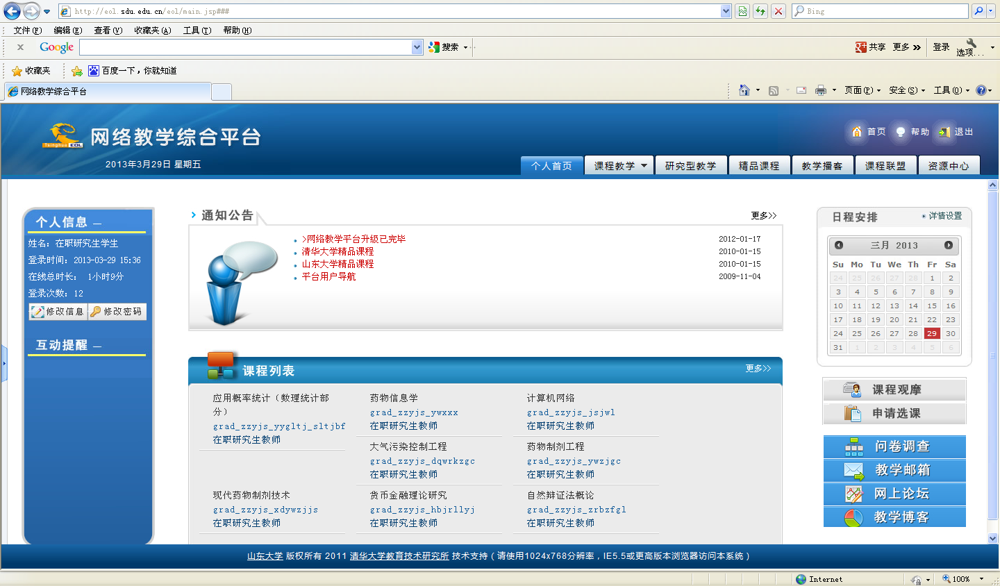 http://eol.sdu.edu.cn/eol/main.jsp###
Bing
文件(F) 编辑(E) 查看(V) 收藏夹(A) 工具(T) 帮助(H)
x Google 搜索 共享 更多 >> 登录 选项...
收藏夹 百度一下，你就知道
网络教学综合平台 页面(P) 安全(S) 工具(O)
Tsinghua EOL 网络教学综合平台
首页 帮助 退出
2013年3月29日 星期五
个人首页 课程教学 研究型教学 精品课程 教学播客 课程联盟 资源中心
个人信息
姓名：在职研究生学生
登录时间：2013-03-29 15:36
在线总时长： 1小时9分
登录次数：12
修改信息 修改密码
互动提醒
通知公告 更多>>
>网络教学平台升级已完毕 2012-01-17
清华大学精品课程 2010-01-15
山东大学精品课程 2010-01-15
平台用户导航 2009-11-04
课程列表 更多>>
应用概率统计（数理统计部
分）
grad_zzyjs_yygltj_sltjbf
在职研究生教师
药物信息学
grad_zzyjs_ywxxx
在职研究生教师
计算机网络
grad_zzyjs_jsjwl
在职研究生教师
大气污染控制工程
grad_zzyjs_dqwrkzgc
在职研究生教师
药物制剂工程
grad_zzyjs_ywzjgc
在职研究生教师
现代药物制剂技术
grad_zzyjs_xdywzjjs
在职研究生教师
货币金融理论研究
grad_zzyjs_hbjrllyj
在职研究生教师
自然辩证法概论
grad_zzyjs_zrbzfgl
在职研究生教师
日程安排 详情设置
三月 2013
Su Mo Tu We Th Fr Sa
24 25 26 27 28 1 2
3 4 5 6 7 8 9
10 11 12 13 14 15 16
17 18 19 20 21 22 23
24 25 26 27 28 29 30
31 1 2 3 4 5 6
课程观摩
申请选课
问卷调查
教学邮箱
网上论坛
教学博客
山东大学 版权所有 2011 清华大学教育技术研究所 技术支持（请使用1024x768分辨率，IE5.5或更高版本浏览器访问本系统）
Internet 100%